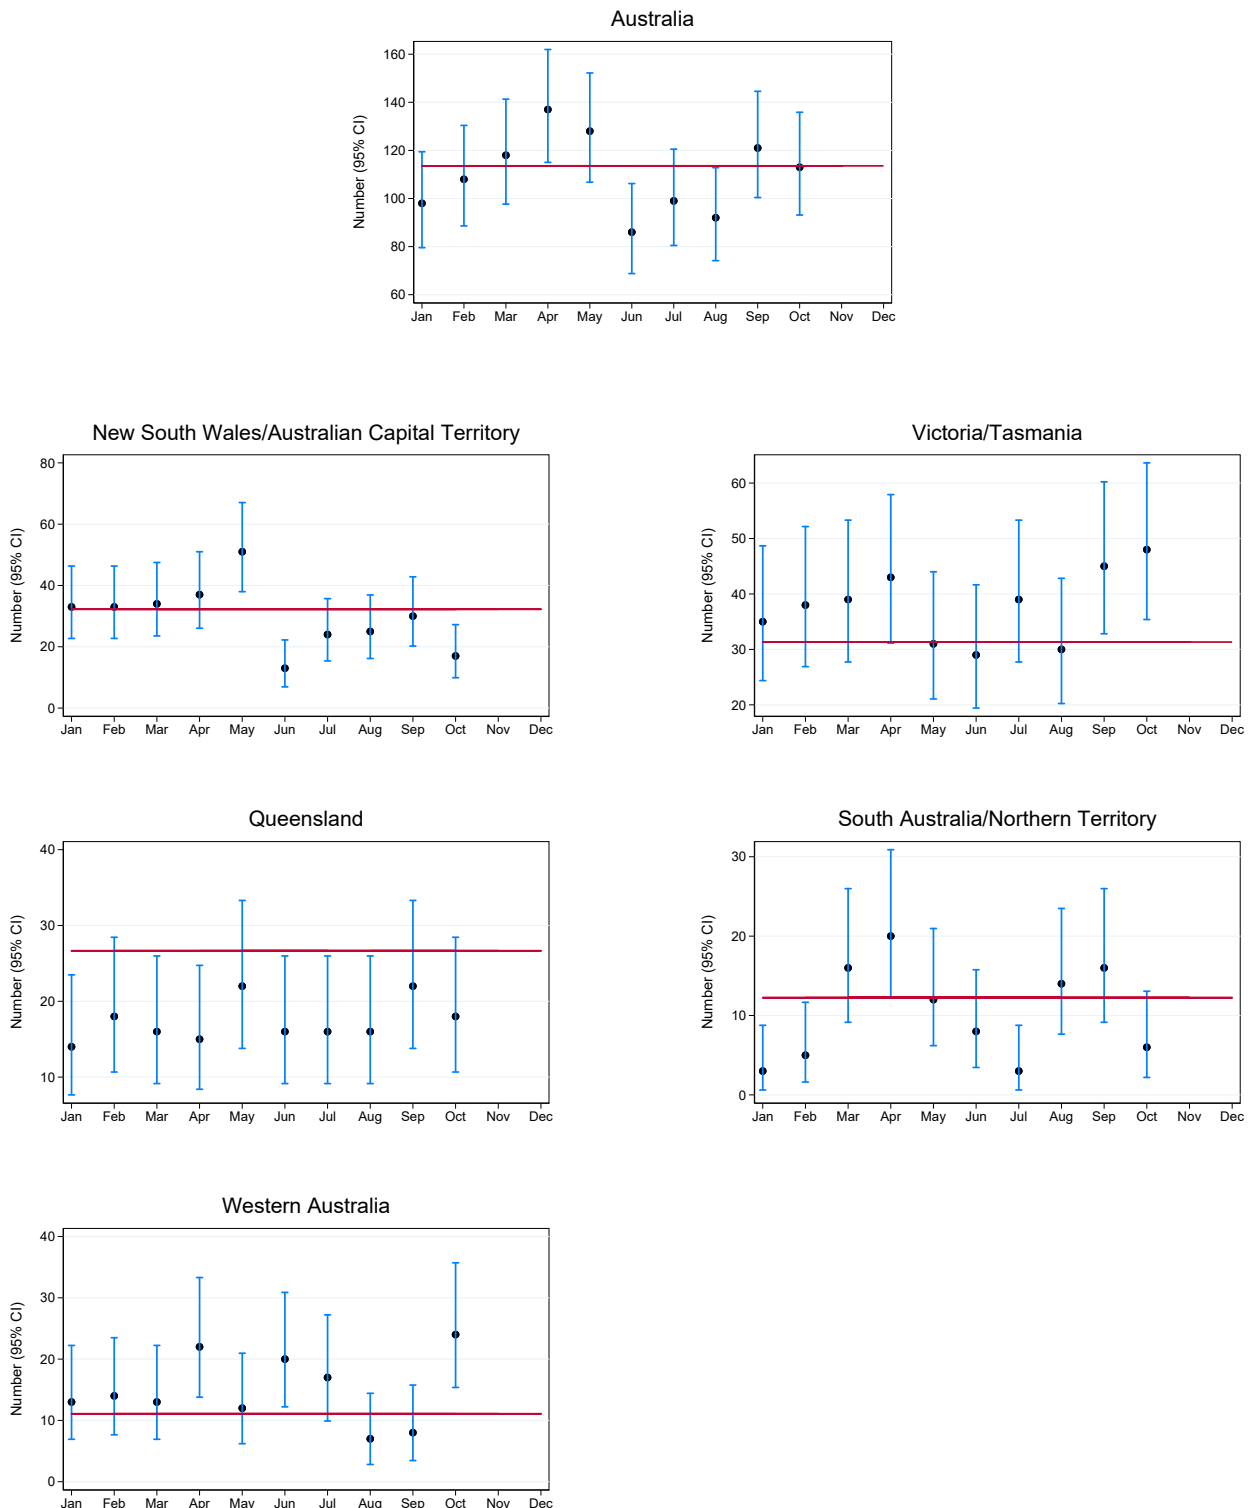 Australia
Number (95% CI)
160
140
120
100
80
60
Jan Feb Mar Apr May Jun Jul Aug Sep Oct Nov Dec
New South Wales/Australian Capital Territory
Number (95% CI)
80
60
40
20
0
Jan Feb Mar Apr May Jun Jul Aug Sep Oct Nov Dec
Victoria/Tasmania
Number (95% CI)
60
50
40
30
20
Jan Feb Mar Apr May Jun Jul Aug Sep Oct Nov Dec
Queensland
Number (95% CI)
40
30
20
10
Jan Feb Mar Apr May Jun Jul Aug Sep Oct Nov Dec
South Australia/Northern Territory
Number (95% CI)
30
20
10
0
Jan Feb Mar Apr May Jun Jul Aug Sep Oct Nov Dec
Western Australia
Number (95% CI)
40
30
20
10
0
Jan Feb Mar Apr May Jun Jul Aug Sep Oct Nov Dec